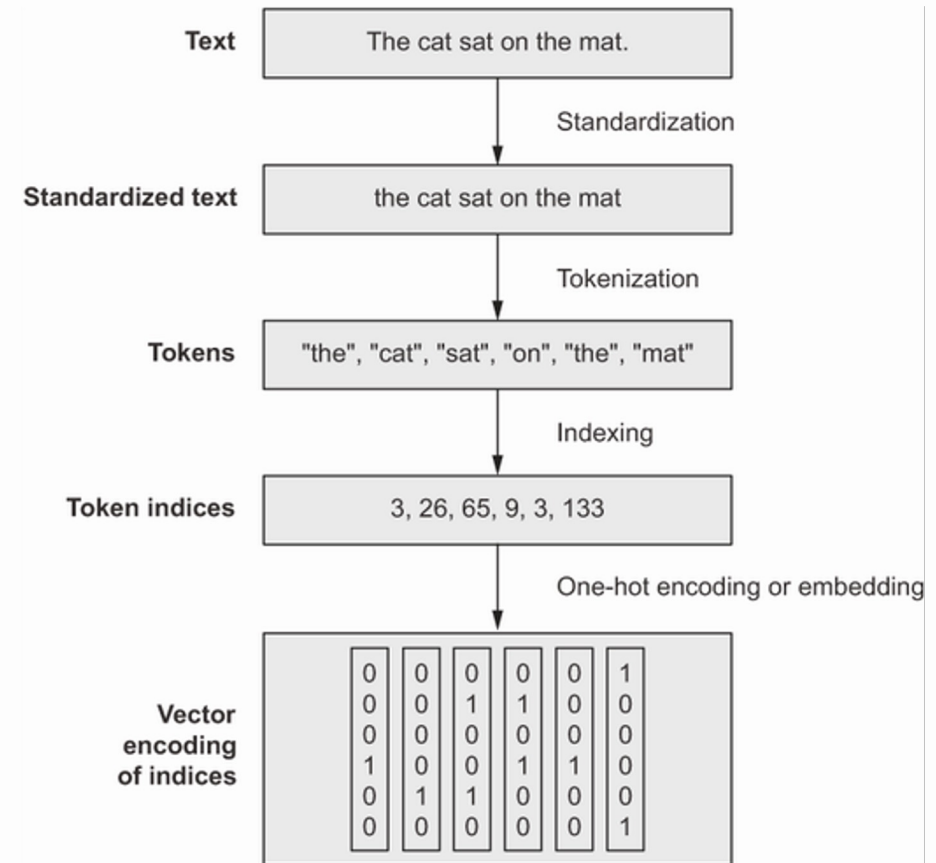 Text
The cat sat on the mat.
Standardization
Standardized text
the cat sat on the mat
Tokenization
Tokens
"the", "cat", "sat", "on", "the", "mat"
Indexing
Token indices
3, 26, 65, 9, 3, 133
One-hot encoding or embedding
Vector
encoding
of indices
0 0 0 0 0 1
0 0 1 1 0 0
0 0 0 0 0 0
1 0 0 1 1 0
0 1 1 0 0 0
0 0 0 0 0 1